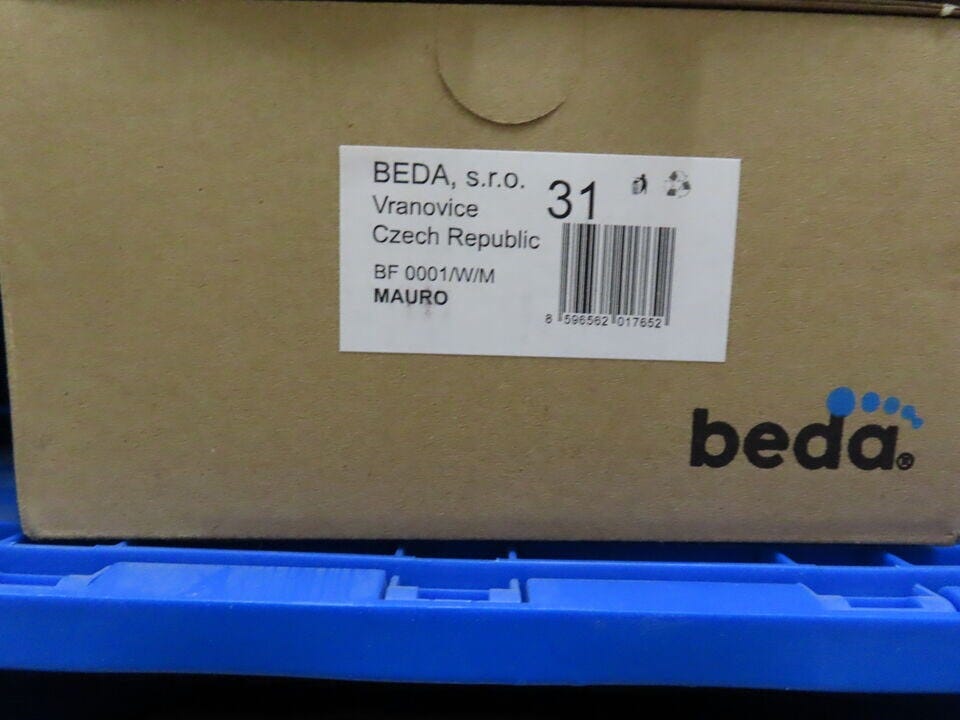 BEDA, s.r.o.
Vranovice
Czech Republic
31
BF 0001/W/M
MAURO
8 596562 017652
beda®